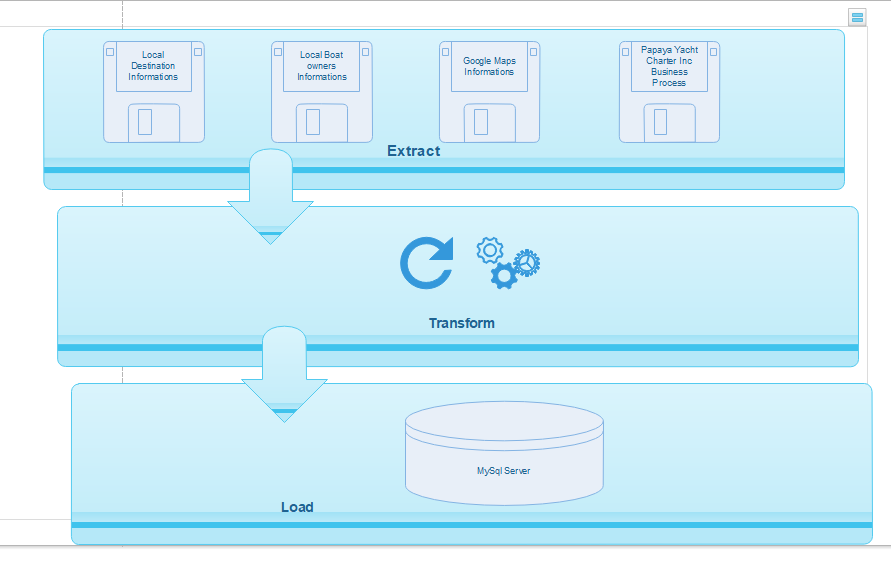 Local
Destination
Informations
Local Boat
owners
Informations
Google Maps
Informations
Papaya Yacht
Charter Inc
Business
Process
Extract
Transform
MySql Server
Load